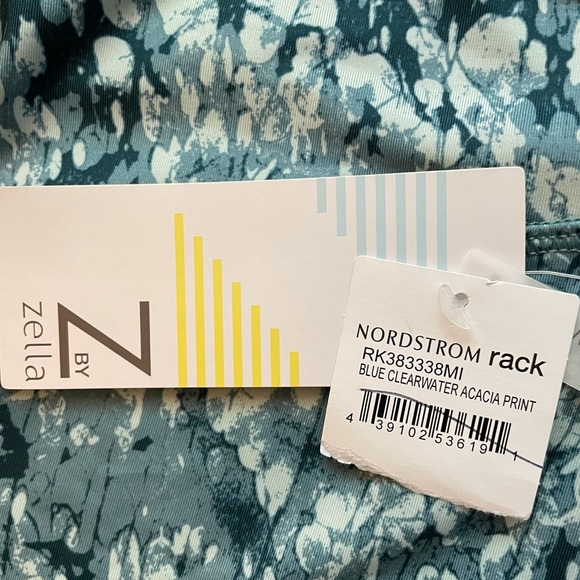 Z BY
zella
NORDSTROM rack
RK383338MI
BLUE CLEARWATER ACACIA PRINT
4 39102 53619 1